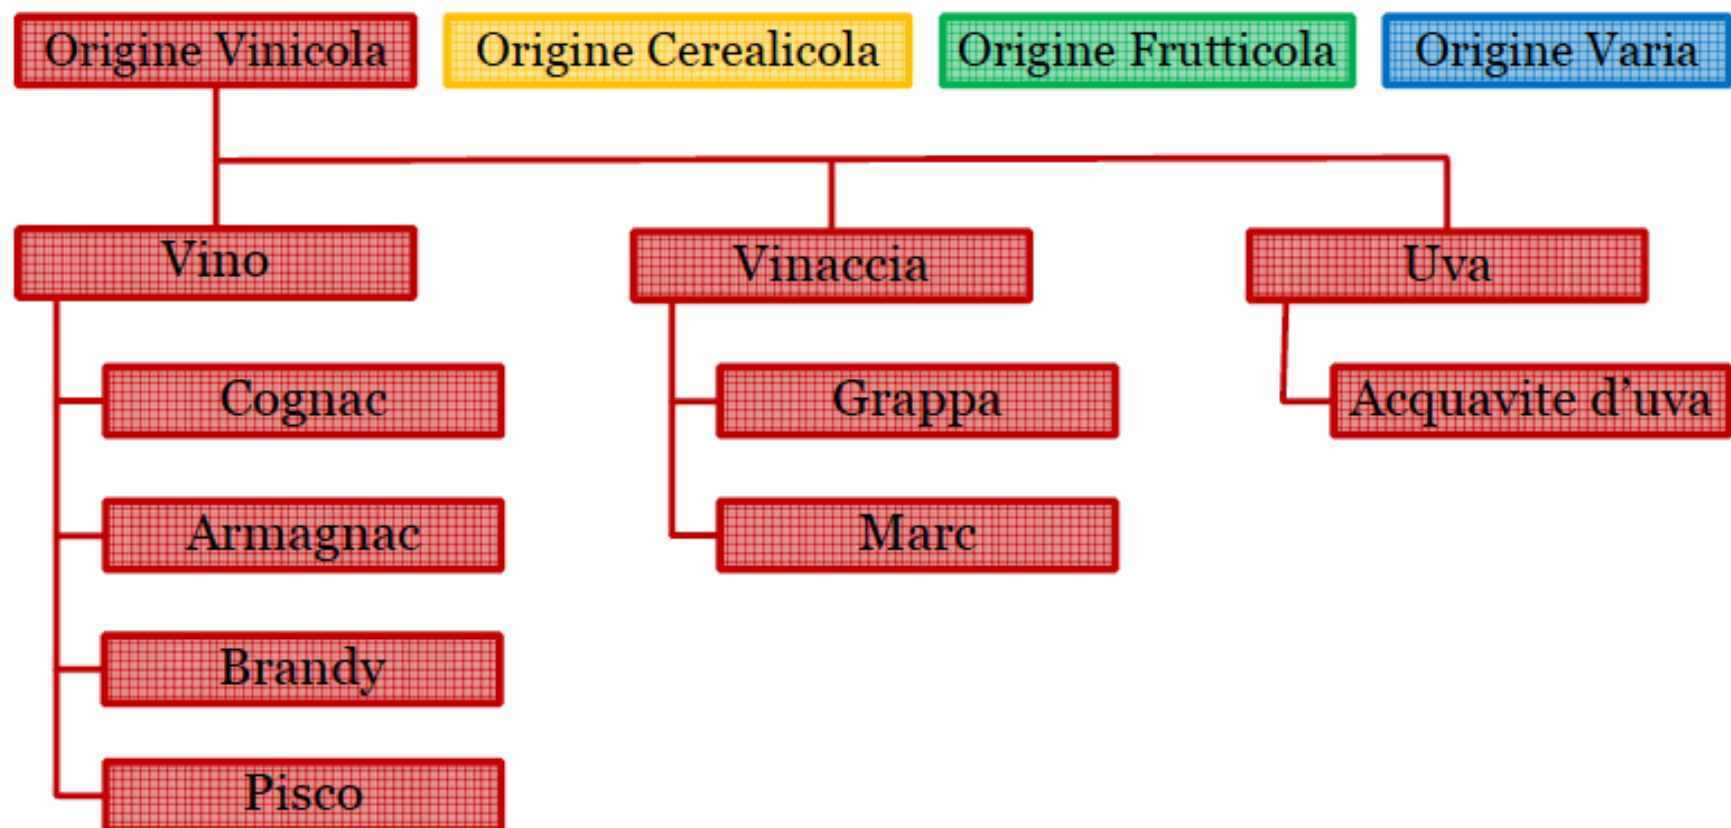 Origine Vinicola
Origine Cerealicola
Origine Frutticola
Origine Varia
Vino
Vinaccia
Uva
Cognac
Grappa
Acquavite d’uva
Armagnac
Marc
Brandy
Pisco